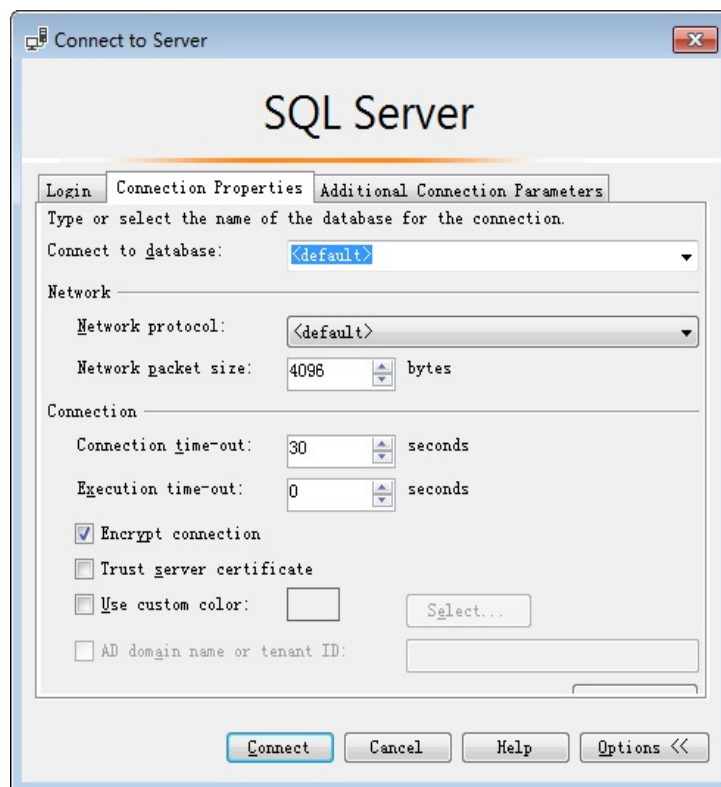 Connect to Server
SQL Server
Login Connection Properties Additional Connection Parameters
Type or select the name of the database for the connection.
Connect to database: <default>
Network
Network protocol: <default>
Network packet size: 4096 bytes
Connection
Connection time-out: 30 seconds
Execution time-out: 0 seconds
Encrypt connection
Trust server certificate
Use custom color: Select...
AD domain name or tenant ID:
Connect Cancel Help Options <<